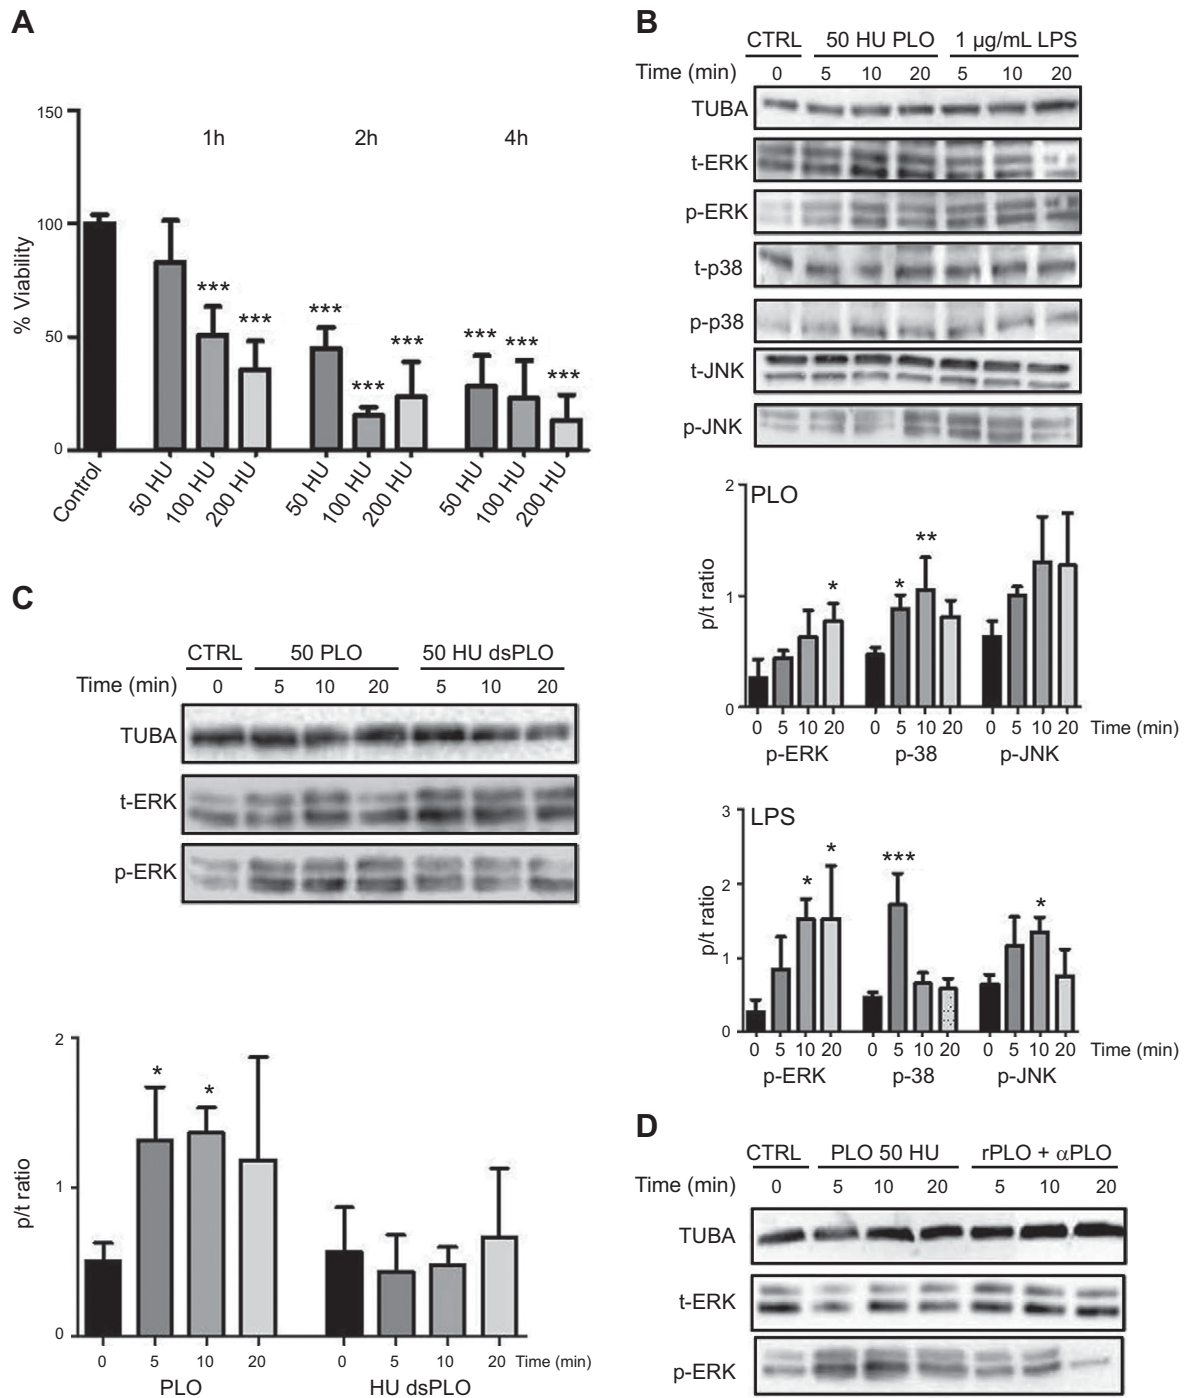 A
150
100
50
0
% Viability
1h
2h
4h
***
***
***
***
***
***
***
***
Control
50 HU
100 HU
200 HU
50 HU
100 HU
200 HU
50 HU
100 HU
200 HU
B
CTRL 50 HU PLO 1 µg/mL LPS
Time (min) 0 5 10 20 5 10 20
TUBA
t-ERK
p-ERK
t-p38
p-p38
t-JNK
p-JNK
PLO
2
1
0
p/t ratio
* * **
0 5 10 20 0 5 10 20 0 5 10 20 Time (min)
p-ERK p-38 p-JNK
LPS
3
2
1
0
p/t ratio
* * *** *
0 5 10 20 0 5 10 20 0 5 10 20 Time (min)
p-ERK p-38 p-JNK
C
CTRL 50 PLO 50 HU dsPLO
Time (min) 0 5 10 20 5 10 20
TUBA
t-ERK
p-ERK
2
1
0
p/t ratio
* *
0 5 10 20 0 5 10 20 Time (min)
PLO HU dsPLO
D
CTRL PLO 50 HU rPLO + αPLO
Time (min) 0 5 10 20 5 10 20
TUBA
t-ERK
p-ERK